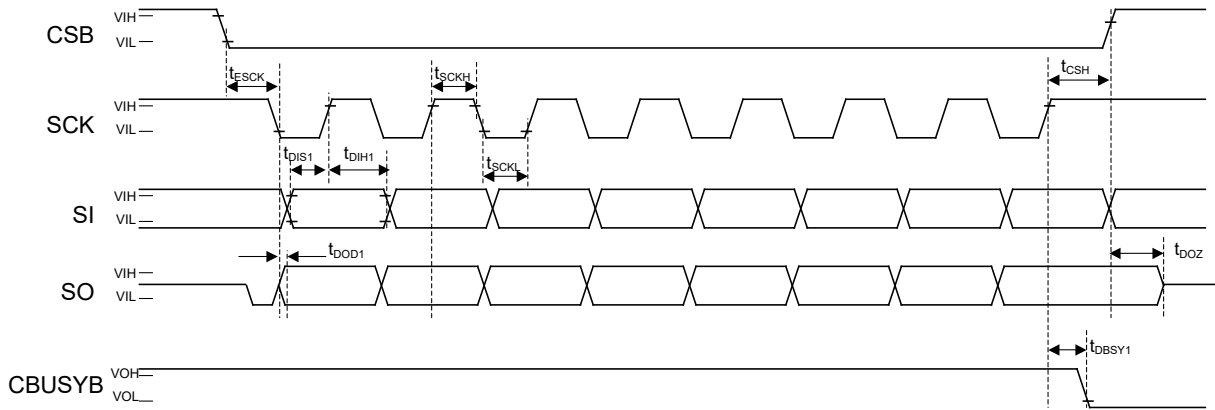 CSB
VIH
VIL
tESCK
tSCKH
tCSH
SCK
VIH
VIL
tDIS1
tDIH1
tSCKL
SI
VIH
VIL
tDOD1
tDOZ
SO
VIH
VIL
tDBSY1
CBUSYB
VOH
VOL